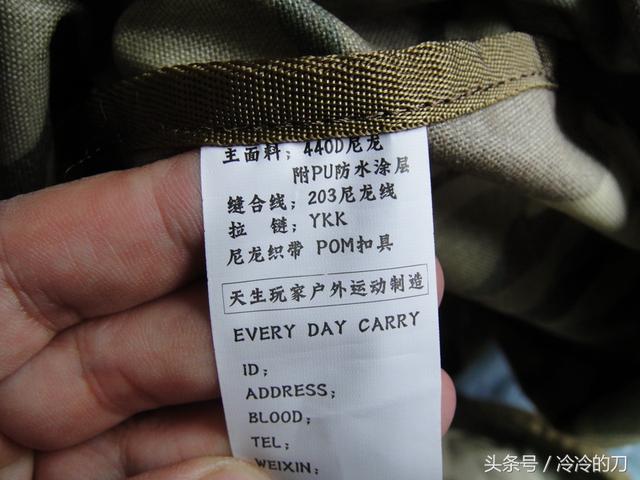 主面料；440D尼龙
附PU防水涂层
缝合线；203尼龙线
拉 链；YKK
尼龙织带 POM扣具
天生玩家户外运动制造
EVERY DAY CARRY
ID；
ADDRESS；
BLOOD；
TEL；
WEIXIN；
头条号／冷冷的刀